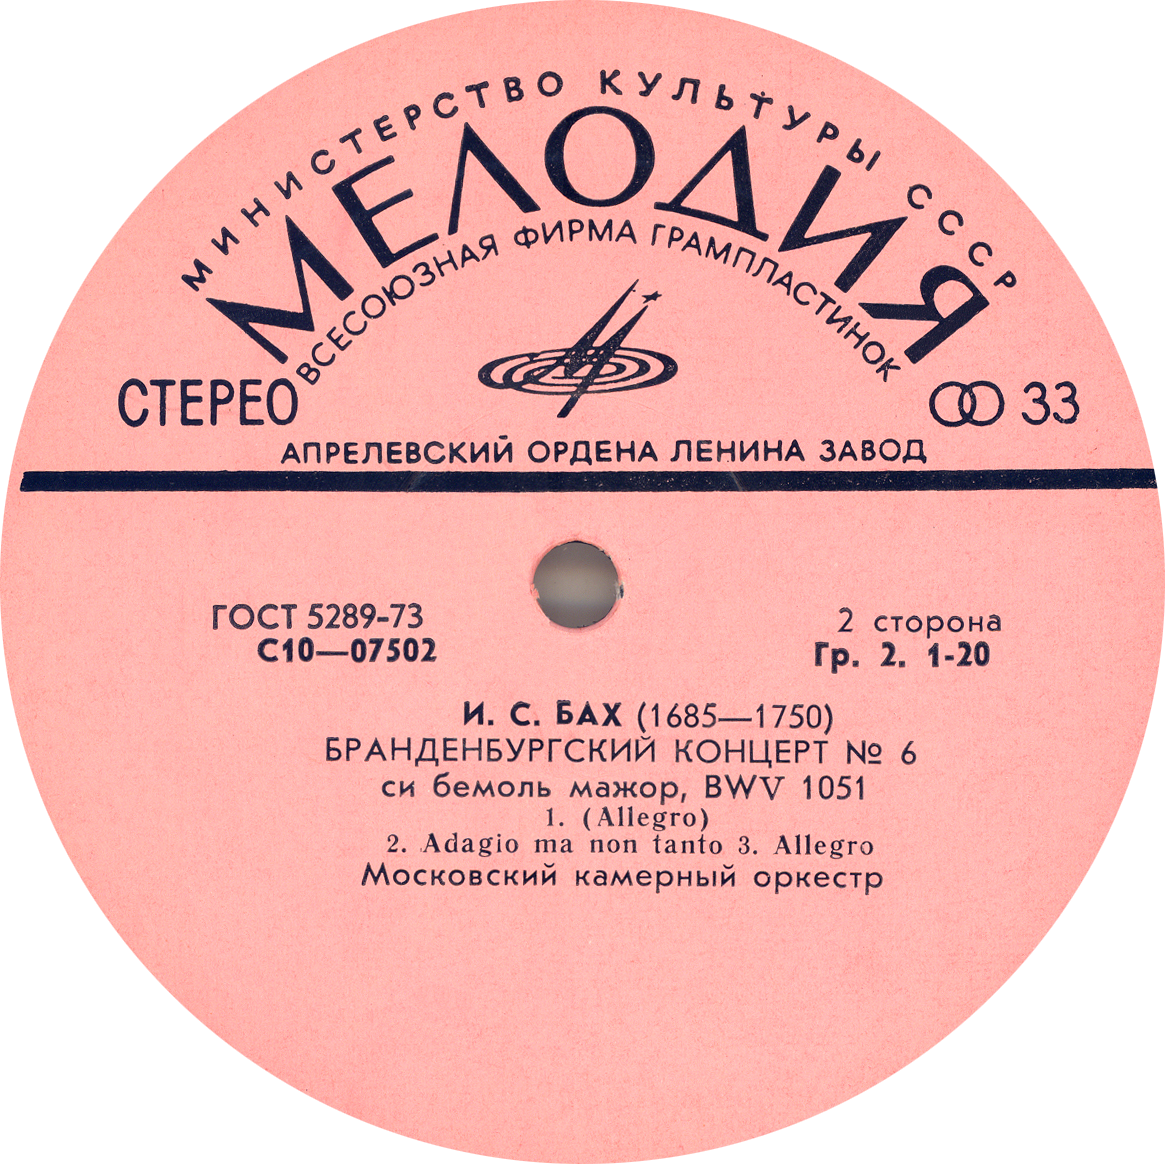 МИНИСТЕРСТВО КУЛЬТУРЫ СССР
МЕЛОДИЯ
ВСЕСОЮЗНАЯ ФИРМА ГРАМПЛАСТИНОК
СТЕРЕО
33
АПРЕЛЕВСКИЙ ОРДЕНА ЛЕНИНА ЗАВОД
ГОСТ 5289-73
2 сторона
С10—07502
Гр. 2. 1-20
И. С. БАХ (1685—1750)
БРАНДЕНБУРГСКИЙ КОНЦЕРТ № 6
си бемоль мажор, BWV 1051
1. (Allegro)
2. Adagio ma non tanto 3. Allegro
Московский камерный оркестр